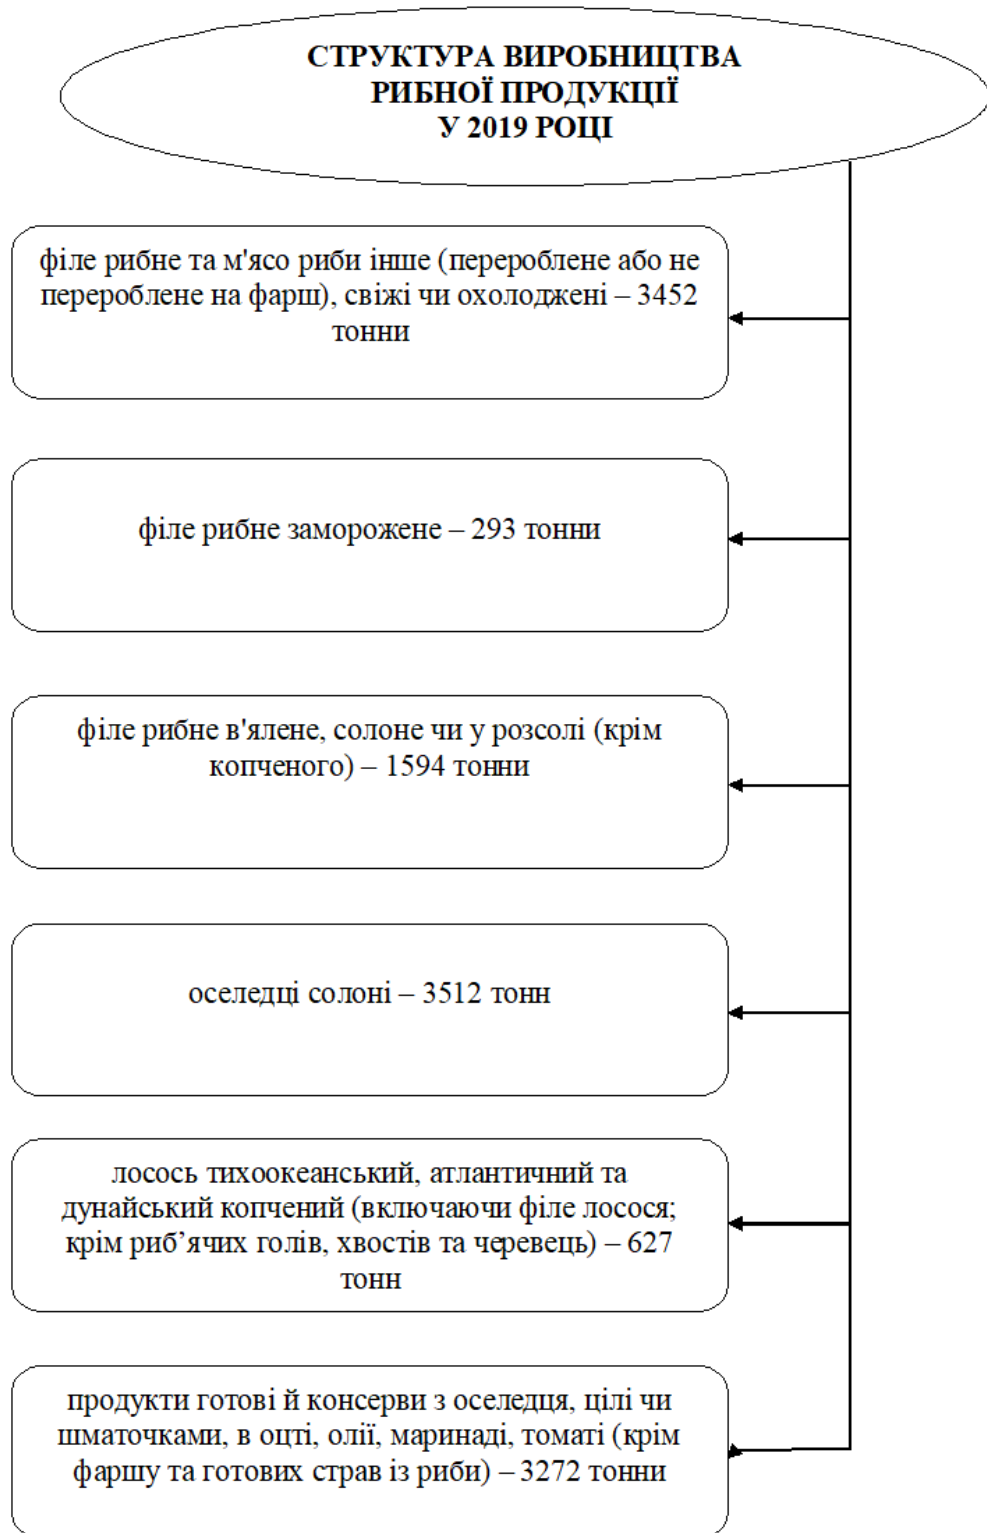 СТРУКТУРА ВИРОБНИЦТВА
РИБНОЇ ПРОДУКЦІЇ
У 2019 РОЦІ
філе рибне та м'ясо риби інше (перероблене або не
перероблене на фарш), свіжі чи охолоджені – 3452
тонни
філе рибне заморожене – 293 тонни
філе рибне в'ялене, солоне чи у розсолі (крім
копченого) – 1594 тонни
оселедці солоні – 3512 тонн
лосось тихоокеанський, атлантичний та
дунайський копчений (включаючи філе лосося;
крім риб’ячих голів, хвостів та черевець) – 627
тонн
продукти готові й консерви з оселедця, цілі чи
шматочками, в оцті, олії, маринаді, томаті (крім
фаршу та готових страв із риби) – 3272 тонни